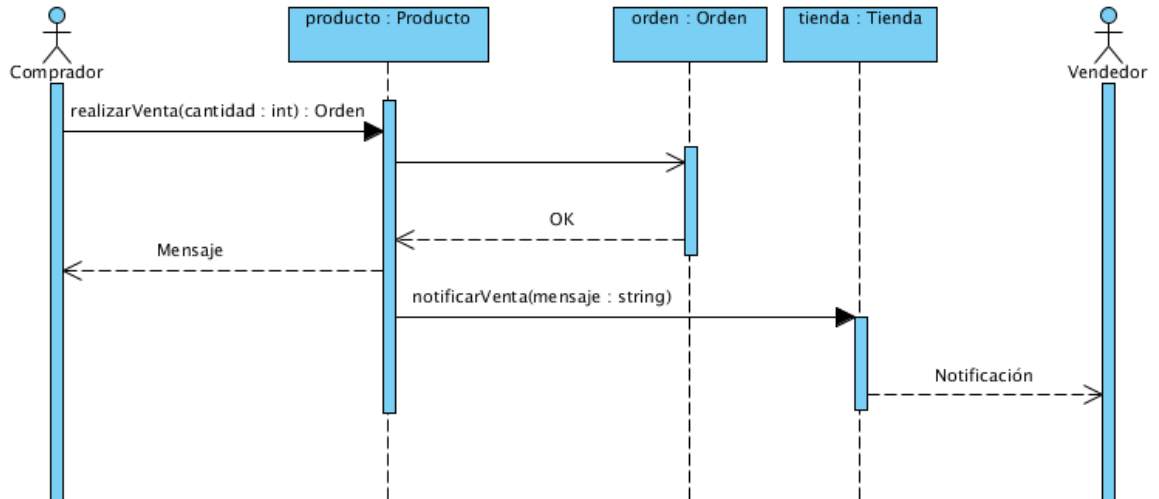 producto : Producto
orden : Orden
tienda : Tienda
Comprador
Vendedor
realizarVenta(cantidad : int) : Orden
OK
Mensaje
notificarVenta(mensaje : string)
Notificación